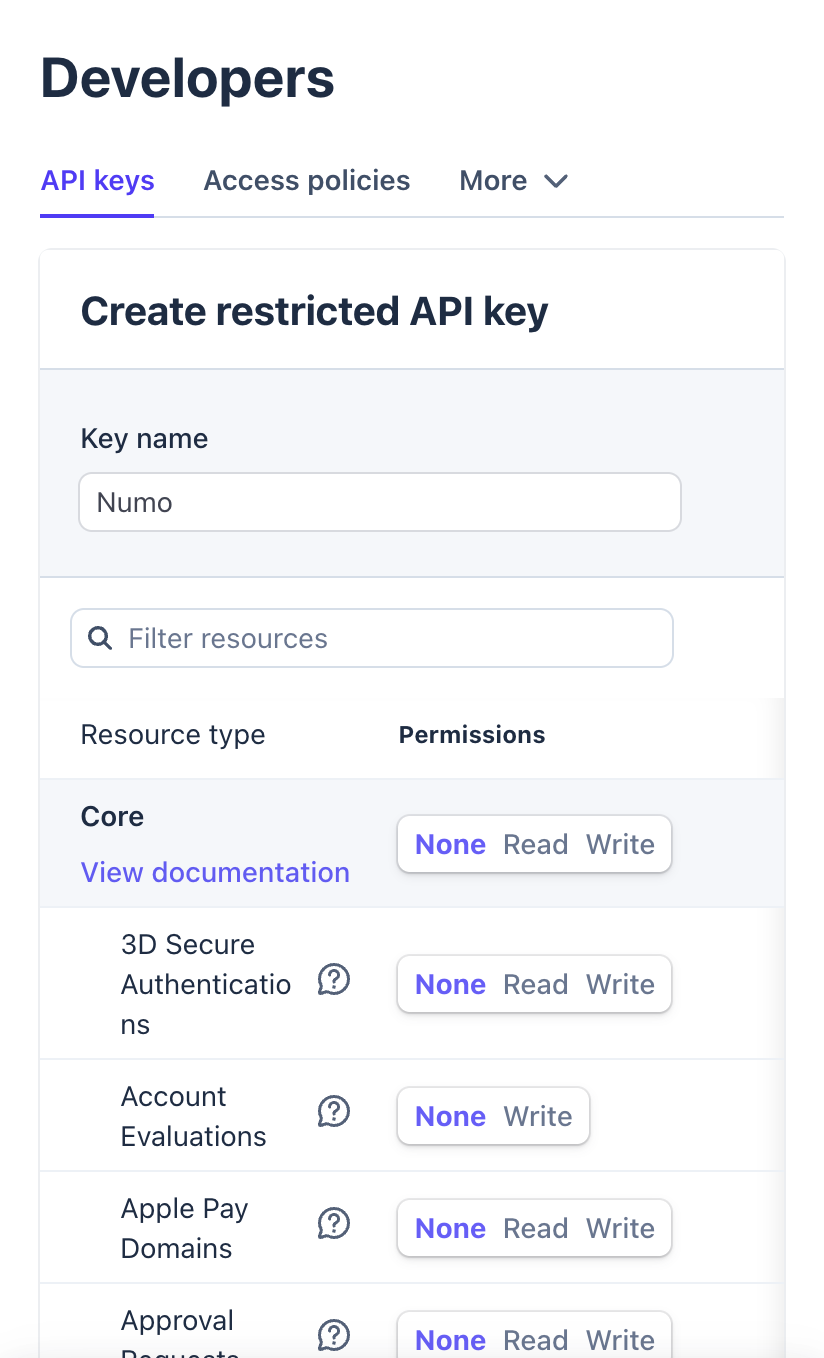 Developers
API keys Access policies More
Create restricted API key
Key name
Numo
Filter resources
Resource type Permissions
Core
None Read Write
View documentation
3D Secure
Authenticatio
ns
None Read Write
Account
Evaluations
None Write
Apple Pay
Domains
None Read Write
Approval
Requests
None Read Write